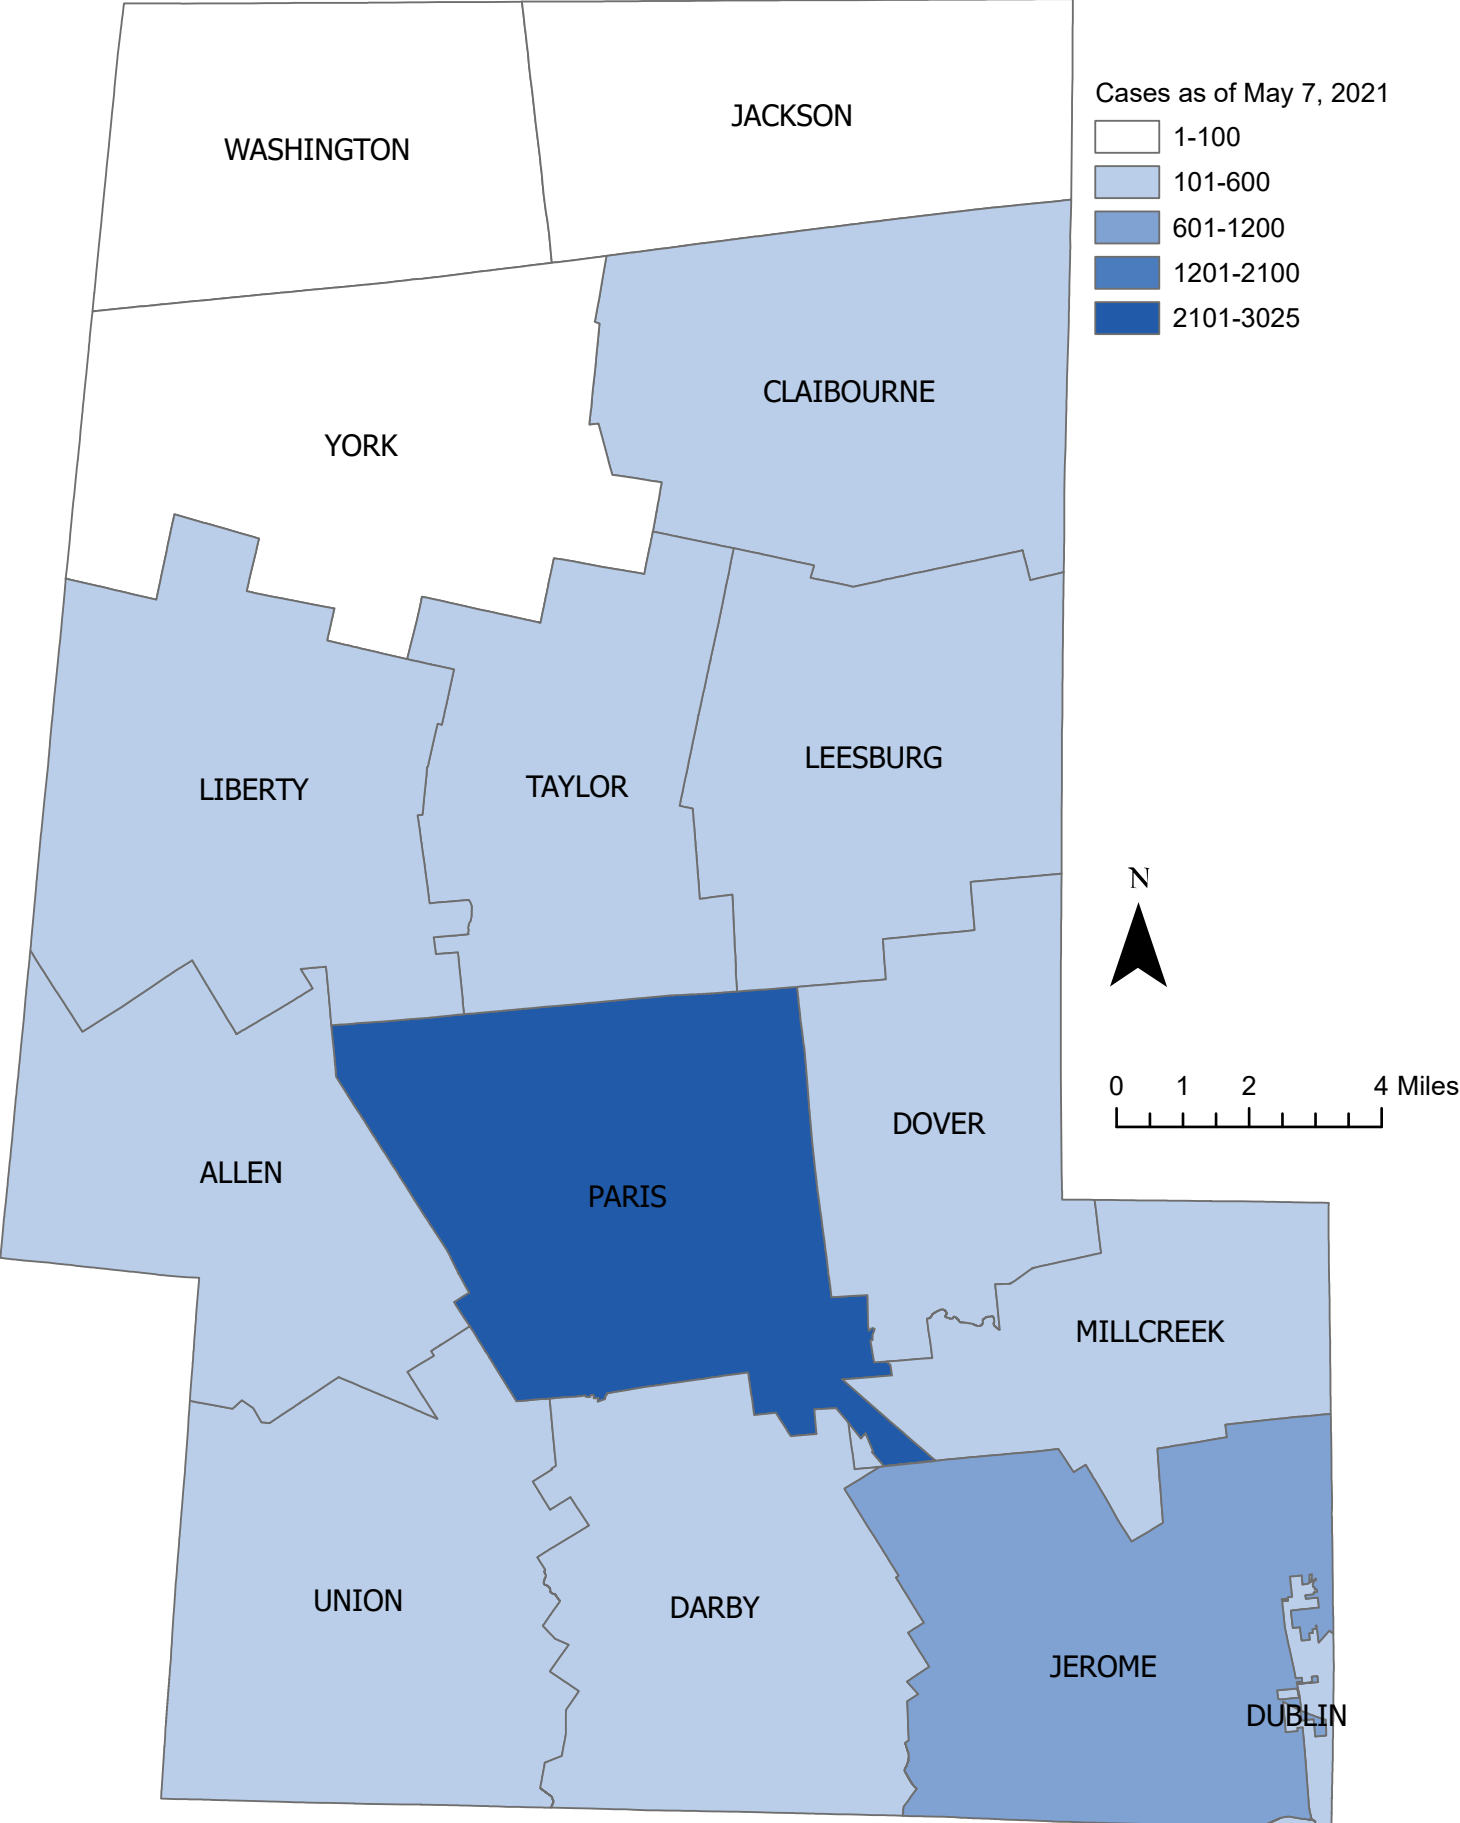 Cases as of May 7, 2021
1-100
101-600
601-1200
1201-2100
2101-3025
JACKSON
WASHINGTON
CLAIBOURNE
YORK
LEESBURG
TAYLOR
LIBERTY
N
0 1 2 4 Miles
DOVER
ALLEN
PARIS
MILLCREEK
UNION
DARBY
JEROME
DUBLIN